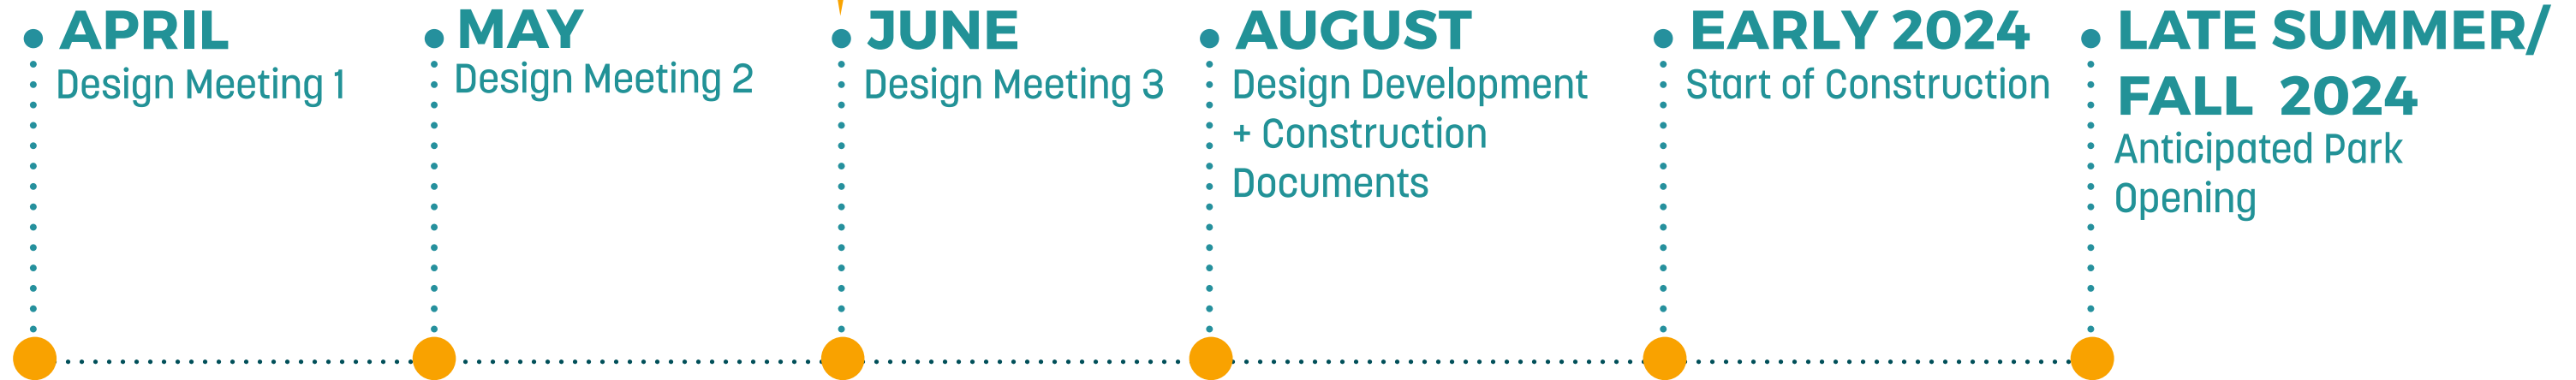 APRIL
Design Meeting 1
MAY
Design Meeting 2
JUNE
Design Meeting 3
AUGUST
Design Development
+ Construction
Documents
EARLY 2024
Start of Construction
LATE SUMMER/
FALL 2024
Anticipated Park
Opening